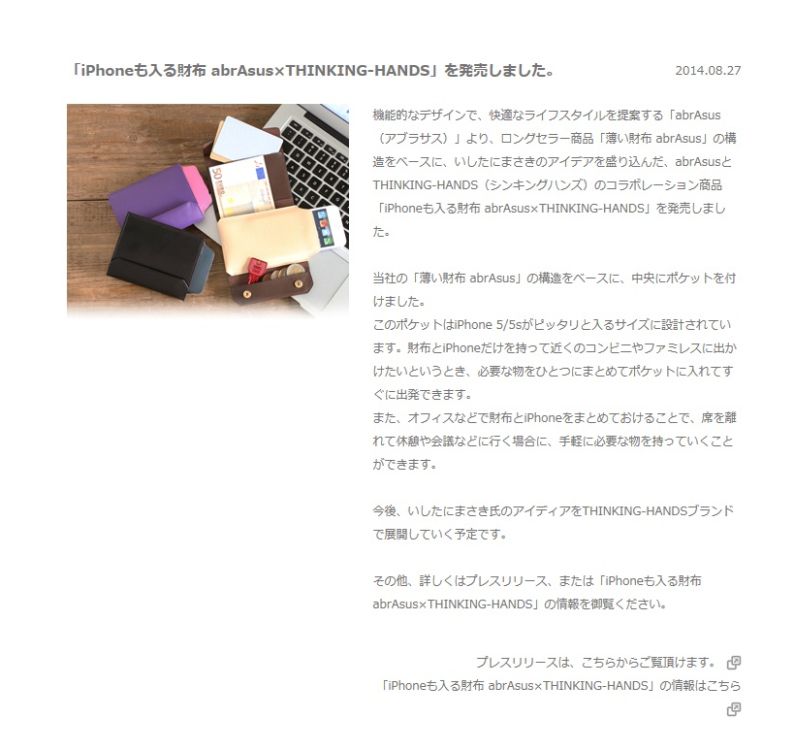 「iPhoneも入る財布 abrAsus×THINKING-HANDS」を発売しました。
2014.08.27
機能的なデザインで、快適なライフスタイルを提案する「abrAsus
（アブラサス）」より、ロングセラー商品「薄い財布 abrAsus」の構
造をベースに、いしたにまさきのアイデアを盛り込んだ、abrAsusと
THINKING-HANDS（シンキングハンズ）のコラボレーション商品
「iPhoneも入る財布 abrAsus×THINKING-HANDS」を発売しまし
た。
当社の「薄い財布 abrAsus」の構造をベースに、中央にポケットを付
けました。
このポケットはiPhone 5/5sがピッタリと入るサイズに設計されてい
ます。財布とiPhoneだけを持って近くのコンビニやファミレスに出か
けたいというとき、必要な物をひとつにまとめてポケットに入れてす
ぐに出発できます。
また、オフィスなどで財布とiPhoneをまとめておけることで、席を離
れて休憩や会議などに行く場合に、手軽に必要な物を持っていくこと
ができます。
今後、いしたにまさき氏のアイディアをTHINKING-HANDSブランド
で展開していく予定です。
その他、詳しくはプレスリリース、または「iPhoneも入る財布
abrAsus×THINKING-HANDS」の情報を御覧ください。
プレスリリースは、こちらからご覧頂けます。
「iPhoneも入る財布 abrAsus×THINKING-HANDS」の情報はこちら
50